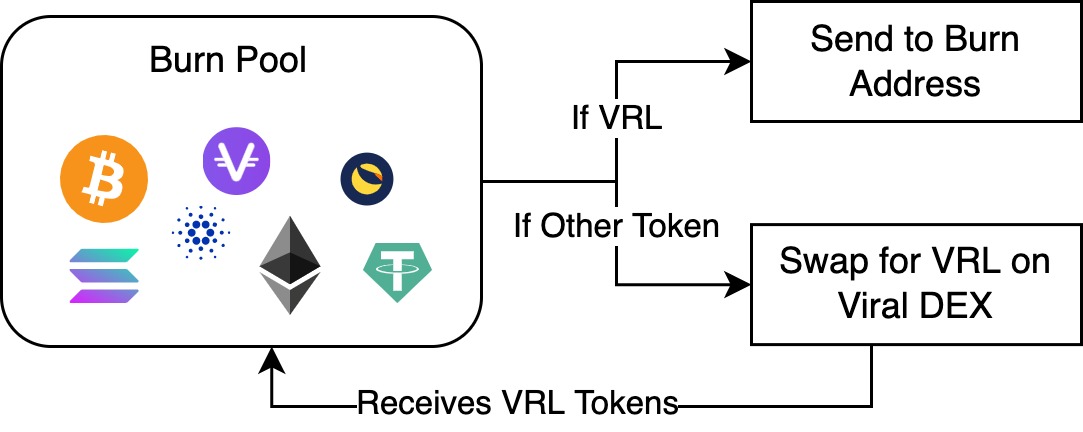 Burn Pool
Send to Burn
Address
If VRL
If Other Token
Swap for VRL on
Viral DEX
Receives VRL Tokens